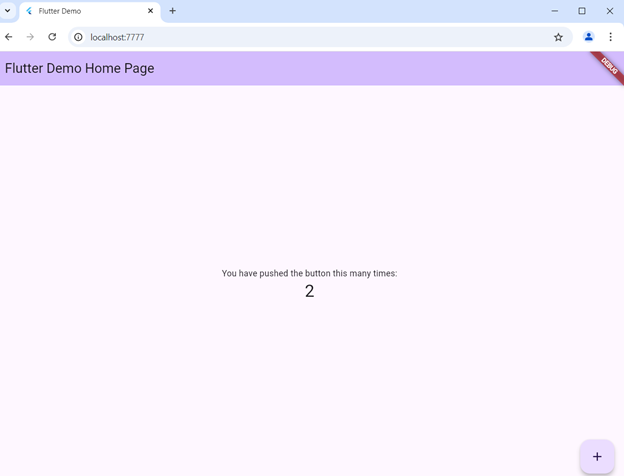 Flutter Demo
localhost:7777
Flutter Demo Home Page
DEBUG
You have pushed the button this many times:
2